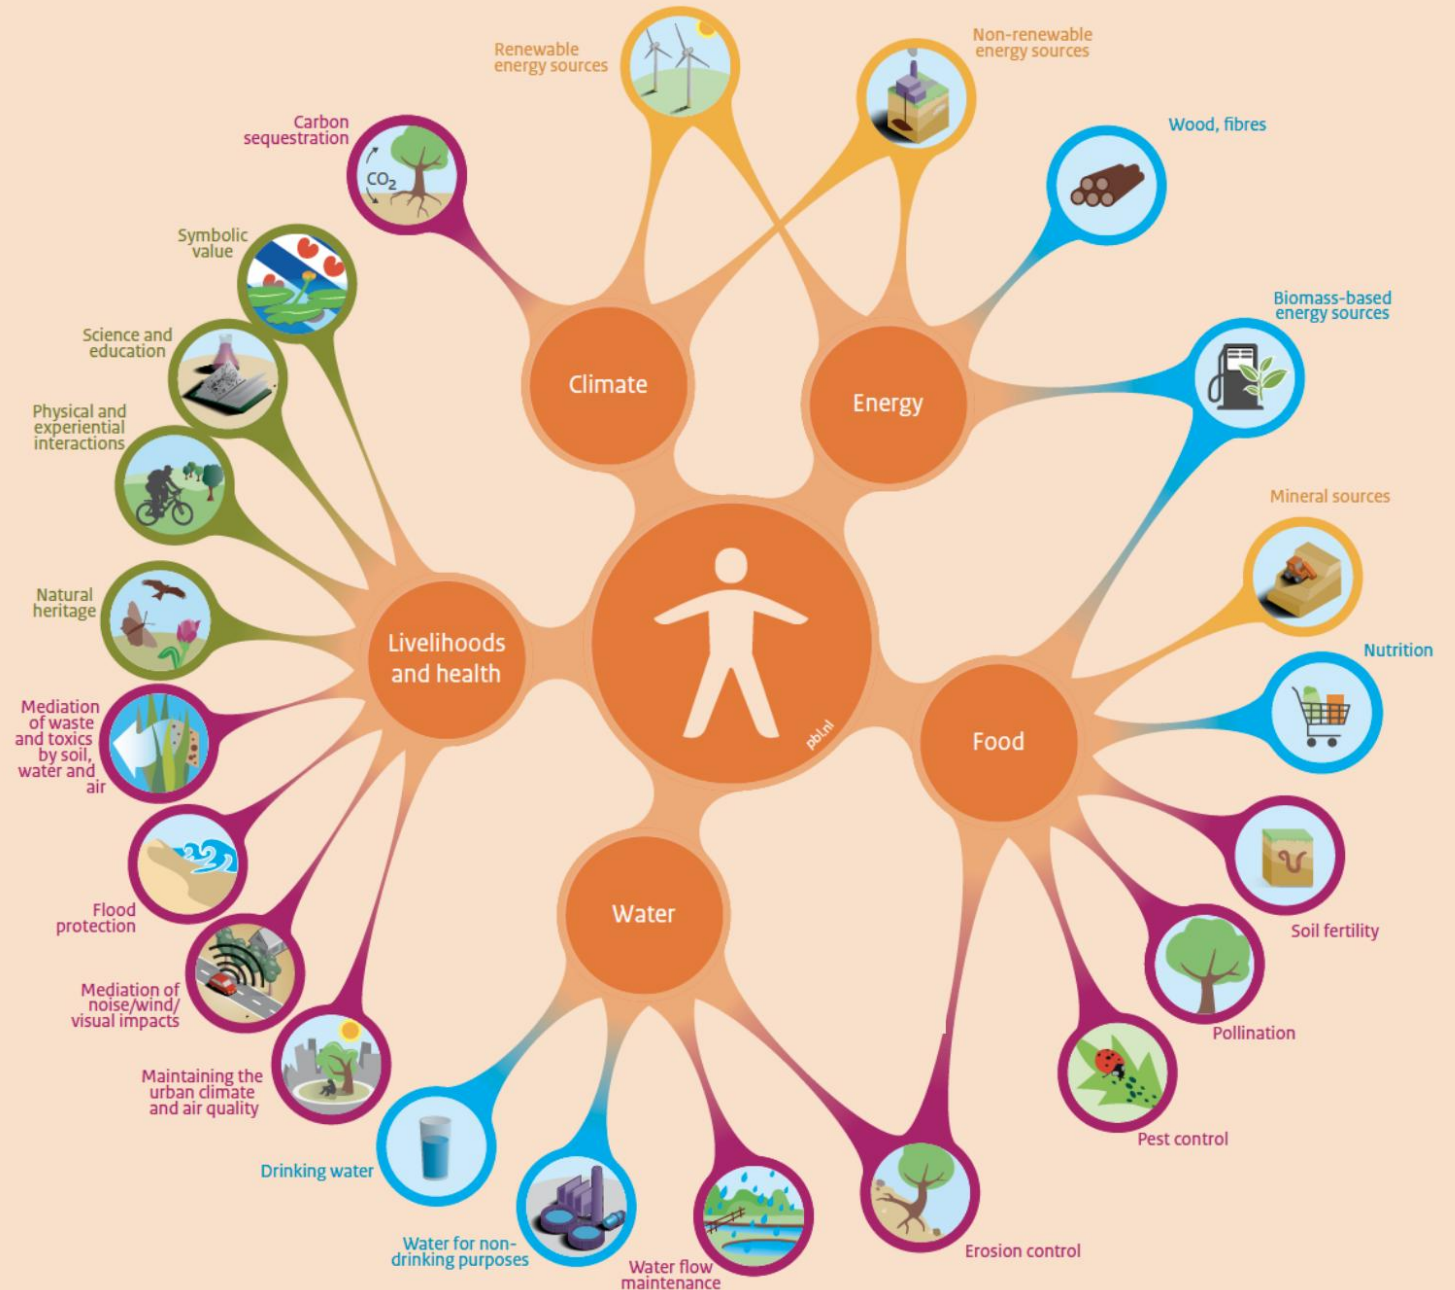 Renewable
energy sources
Non-renewable
energy sources
Carbon
sequestration
CO₂
Wood, fibres
Symbolic
value
Biomass-based
energy sources
Science and
education
Climate
Energy
Physical and
experiential
interactions
Mineral sources
Natural
heritage
Livelihoods
and health
Nutrition
Mediation
of waste
and toxics
by soil,
water and
air
pbl.nl
Food
Flood
protection
Water
Soil fertility
Mediation of
noise/wind/
visual impacts
Pollination
Maintaining the
urban climate
and air quality
Pest control
Drinking water
Water for non-
drinking purposes
Water flow
maintenance
Erosion control